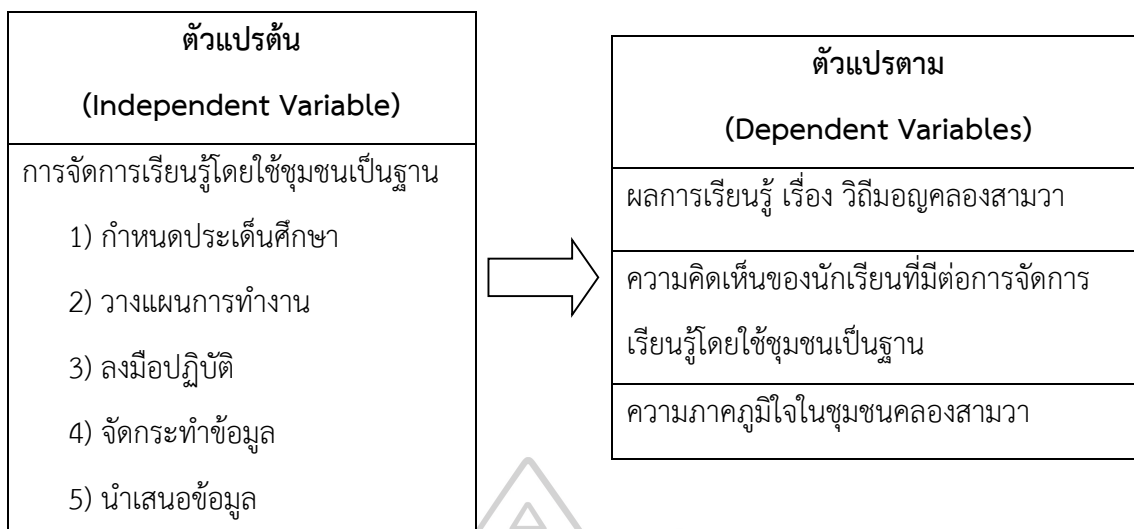 ตัวแปรต้น
(Independent Variable)
การจัดการเรียนรู้โดยใช้ชุมชนเป็นฐาน
1) กำหนดประเด็นศึกษา
2) วางแผนการทำงาน
3) ลงมือปฏิบัติ
4) จัดกระทำข้อมูล
5) นำเสนอข้อมูล
ตัวแปรตาม
(Dependent Variables)
ผลการเรียนรู้ เรื่อง วิถีมอญคลองสามวา
ความคิดเห็นของนักเรียนที่มีต่อการจัดการ
เรียนรู้โดยใช้ชุมชนเป็นฐาน
ความภาคภูมิใจในชุมชนคลองสามวา